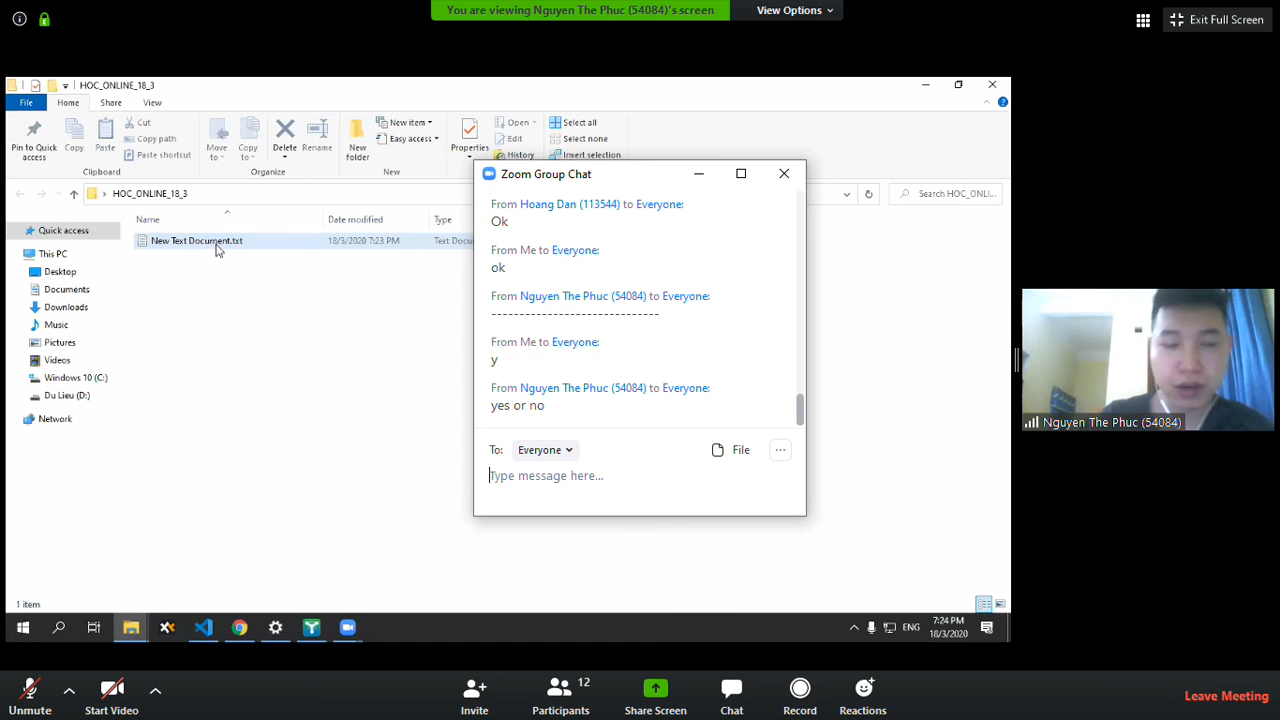 You are viewing Nguyen The Phuc (54084)'s screen
View Options
Exit Full Screen
HOC_ONLINE_18_3
File
Home
Share
View
Pin to Quick access
Copy
Paste
Cut
Copy path
Paste shortcut
Clipboard
Move to
Copy to
Delete
Rename
Organize
New folder
New item
Easy access
New
Properties
Open
Edit
History
Select all
Select none
Invert selection
HOC_ONLINE_18_3
Search HOC_ONLI...
Name
Date modified
Type
New Text Document.txt
18/3/2020 7:23 PM
Text Docu
Quick access
This PC
Desktop
Documents
Downloads
Music
Pictures
Videos
Windows 10 (C:)
Du Lieu (D:)
Network
1 item
Zoom Group Chat
From Hoang Dan (113544) to Everyone:
Ok
From Me to Everyone:
ok
From Nguyen The Phuc (54084) to Everyone:
------------------------------
From Me to Everyone:
y
From Nguyen The Phuc (54084) to Everyone:
yes or no
To: Everyone
File
Type message here...
Nguyen The Phuc (54084)
ENG
7:24 PM
18/3/2020
Unmute
Start Video
Invite
12
Participants
Share Screen
Chat
Record
Reactions
Leave Meeting